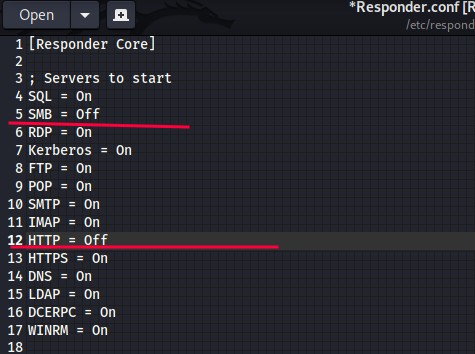 Open
*Responder.conf [R
/etc/respond
1 [Responder Core]
2
3 ; Servers to start
4 SQL = On
5 SMB = Off
6 RDP = On
7 Kerberos = On
8 FTP = On
9 POP = On
10 SMTP = On
11 IMAP = On
12 HTTP = Off
13 HTTPS = On
14 DNS = On
15 LDAP = On
16 DCERPC = On
17 WINRM = On
18